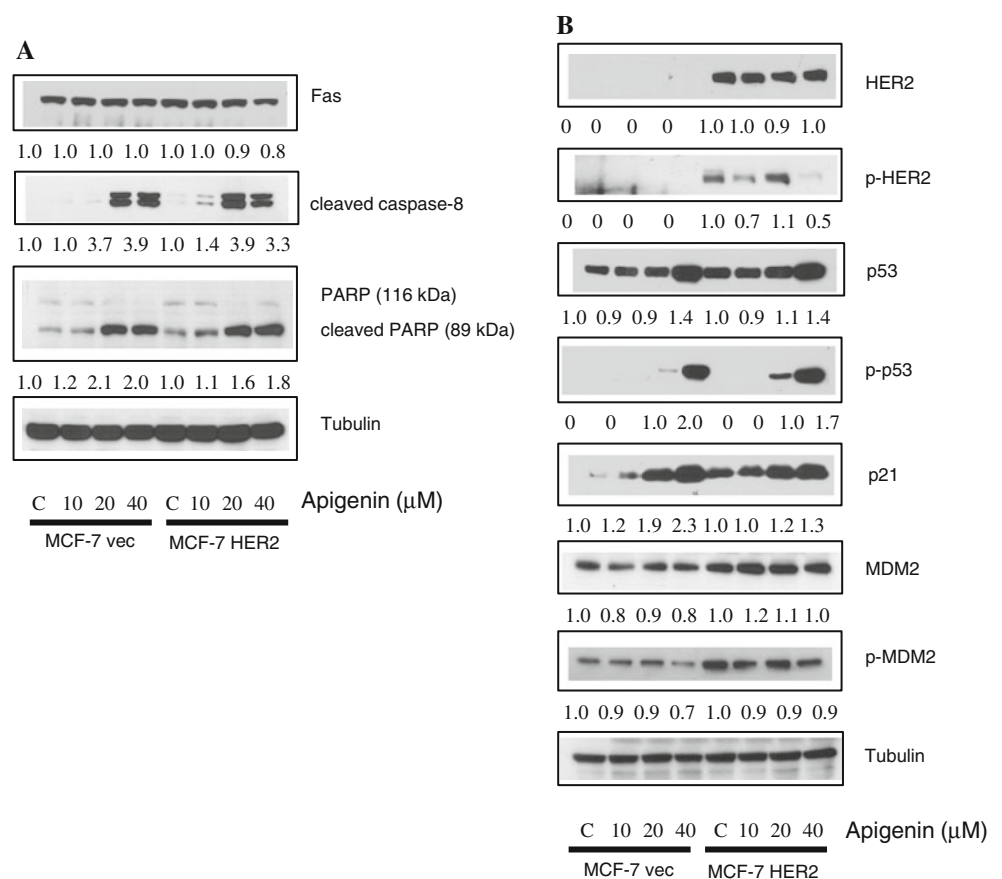 A
Fas
1.0 1.0 1.0 1.0 1.0 1.0 0.9 0.8
cleaved caspase-8
1.0 1.0 3.7 3.9 1.0 1.4 3.9 3.3
PARP (116 kDa)
cleaved PARP (89 kDa)
1.0 1.2 2.1 2.0 1.0 1.1 1.6 1.8
Tubulin
C 10 20 40 C 10 20 40 Apigenin (μM)
MCF-7 vec MCF-7 HER2
B
HER2
0 0 0 0 1.0 1.0 0.9 1.0
p-HER2
0 0 0 0 1.0 0.7 1.1 0.5
p53
1.0 0.9 0.9 1.4 1.0 0.9 1.1 1.4
p-p53
0 0 1.0 2.0 0 0 1.0 1.7
p21
1.0 1.2 1.9 2.3 1.0 1.0 1.2 1.3
MDM2
1.0 0.8 0.9 0.8 1.0 1.2 1.1 1.0
p-MDM2
1.0 0.9 0.9 0.7 1.0 0.9 0.9 0.9
Tubulin
C 10 20 40 C 10 20 40 Apigenin (μM)
MCF-7 vec MCF-7 HER2